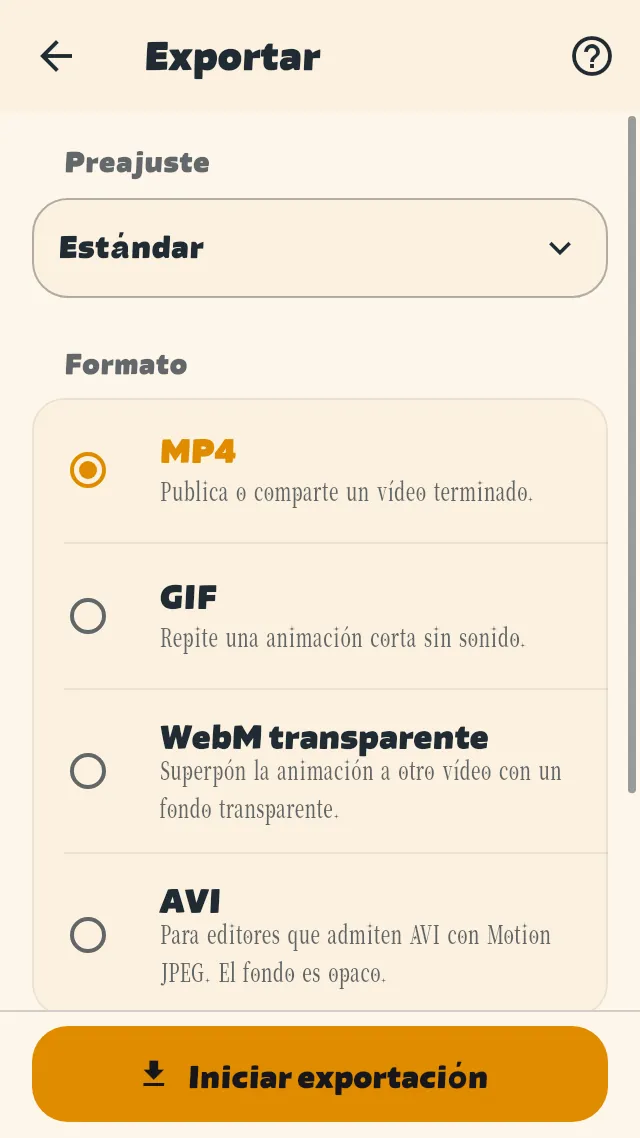 Exportar
Preajuste
Estándar
Formato
MP4
Publica o comparte un vídeo terminado.
GIF
Repite una animación corta sin sonido.
WebM transparente
Superpón la animación a otro vídeo con un
fondo transparente.
AVI
Para editores que admiten AVI con Motion
JPEG. El fondo es opaco.
Iniciar exportación